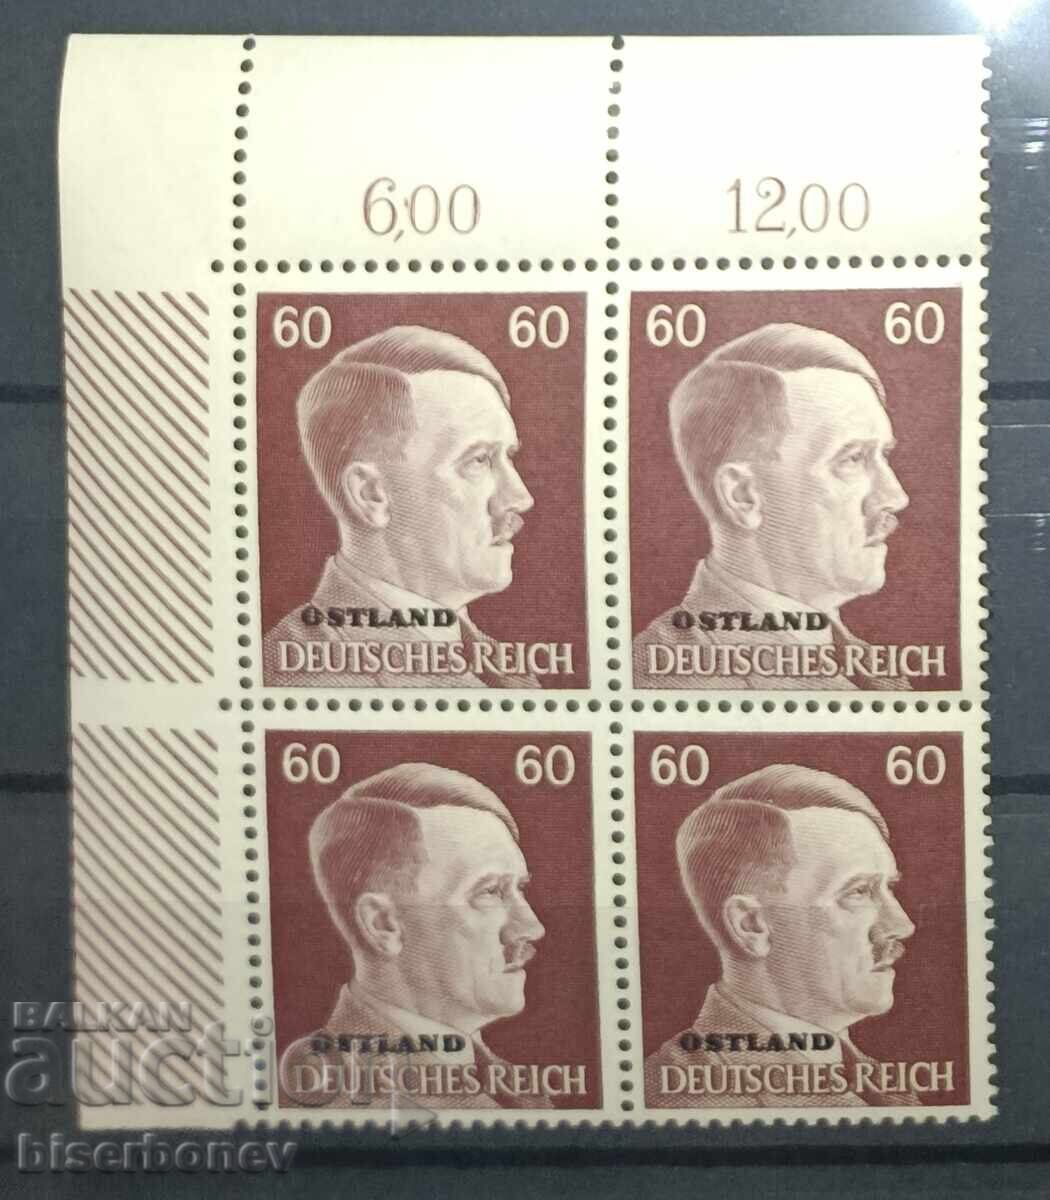 6,00 12,00
60 60 60 60
OSTLAND OSTLAND
DEUTSCHES REICH DEUTSCHES REICH
60 60 60 60
OSTLAND OSTLAND
DEUTSCHES REICH DEUTSCHES REICH
BALKAN
auction
biserbonev